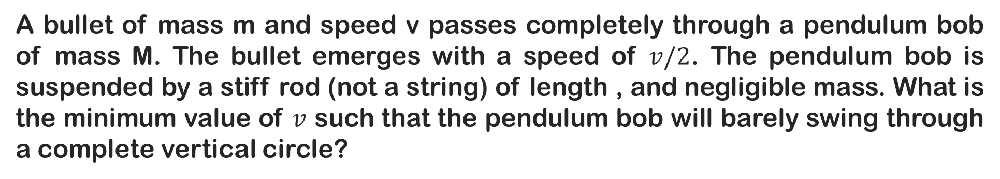 A bullet of mass m and speed v passes completely through a pendulum bob
of mass M. The bullet emerges with a speed of v/2. The pendulum bob is
suspended by a stiff rod (not a string) of length , and negligible mass. What is
the minimum value of v such that the pendulum bob will barely swing through
a complete vertical circle?